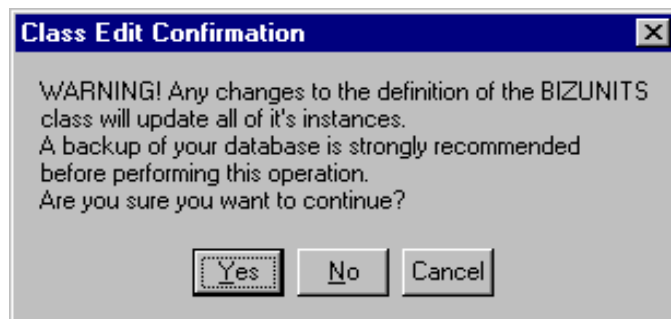 Class Edit Confirmation
WARNING! Any changes to the definition of the BIZUNITS
class will update all of it's instances.
A backup of your database is strongly recommended
before performing this operation.
Are you sure you want to continue?
Yes No Cancel